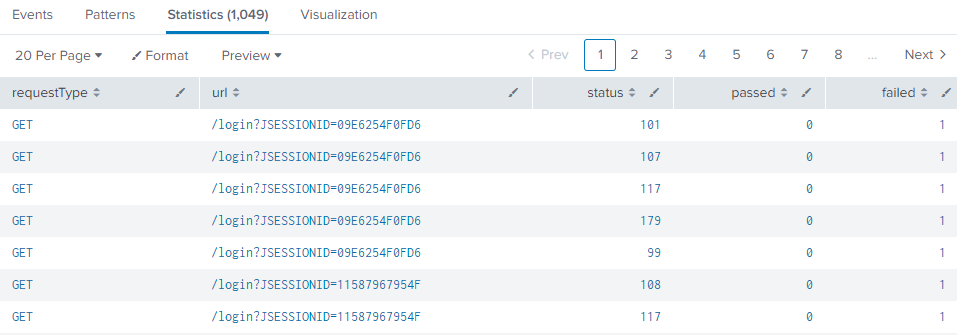 Events Patterns Statistics (1,049) Visualization
20 Per Page Format Preview Prev 1 2 3 4 5 6 7 8 ... Next
requestType url status passed failed
GET /login?JSESSIONID=09E6254F0FD6 101 0 1
GET /login?JSESSIONID=09E6254F0FD6 107 0 1
GET /login?JSESSIONID=09E6254F0FD6 117 0 1
GET /login?JSESSIONID=09E6254F0FD6 179 0 1
GET /login?JSESSIONID=09E6254F0FD6 99 0 1
GET /login?JSESSIONID=11587967954F 108 0 1
GET /login?JSESSIONID=11587967954F 117 0 1